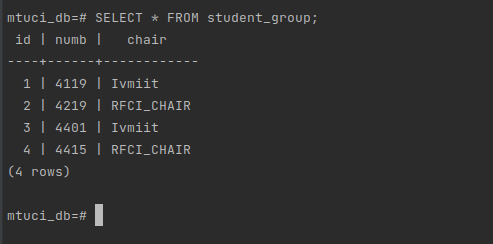 mtuci_db=# SELECT * FROM student_group;
 id | numb |   chair
----+------+------------
  1 | 4119 | Ivmiit
  2 | 4219 | RFCI_CHAIR
  3 | 4401 | Ivmiit
  4 | 4415 | RFCI_CHAIR
(4 rows)
mtuci_db=#